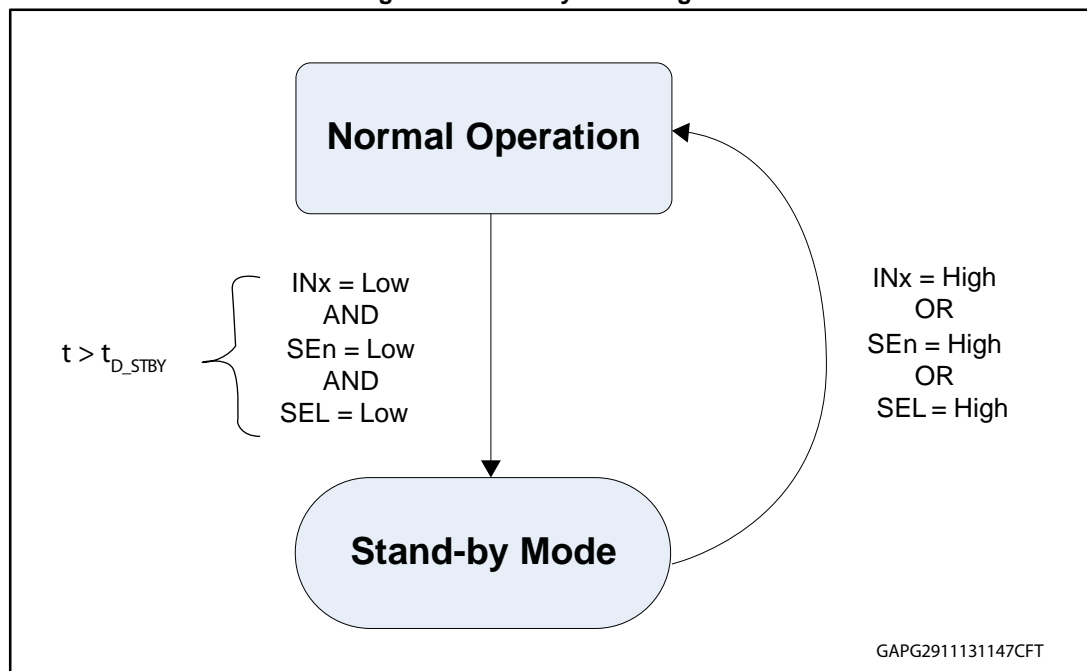 Normal Operation
INx = Low
AND
SEn = Low
AND
SEL = Low
t > tD_STBY
INx = High
OR
SEn = High
OR
SEL = High
Stand-by Mode
GAPG2911131147CFT